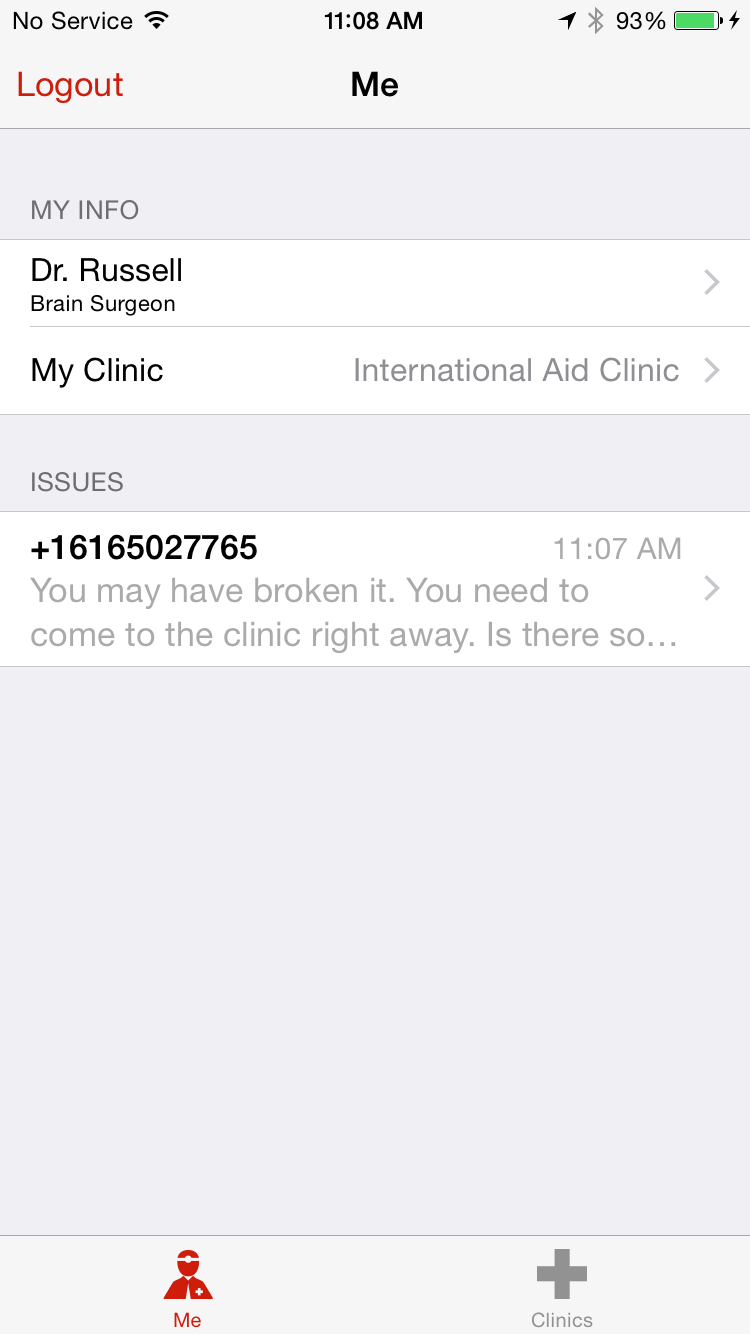 No Service 11:08 AM 93%
Logout Me
MY INFO
Dr. Russell
Brain Surgeon
My Clinic International Aid Clinic
ISSUES
+16165027765 11:07 AM
You may have broken it. You need to
come to the clinic right away. Is there so...
Me Clinics